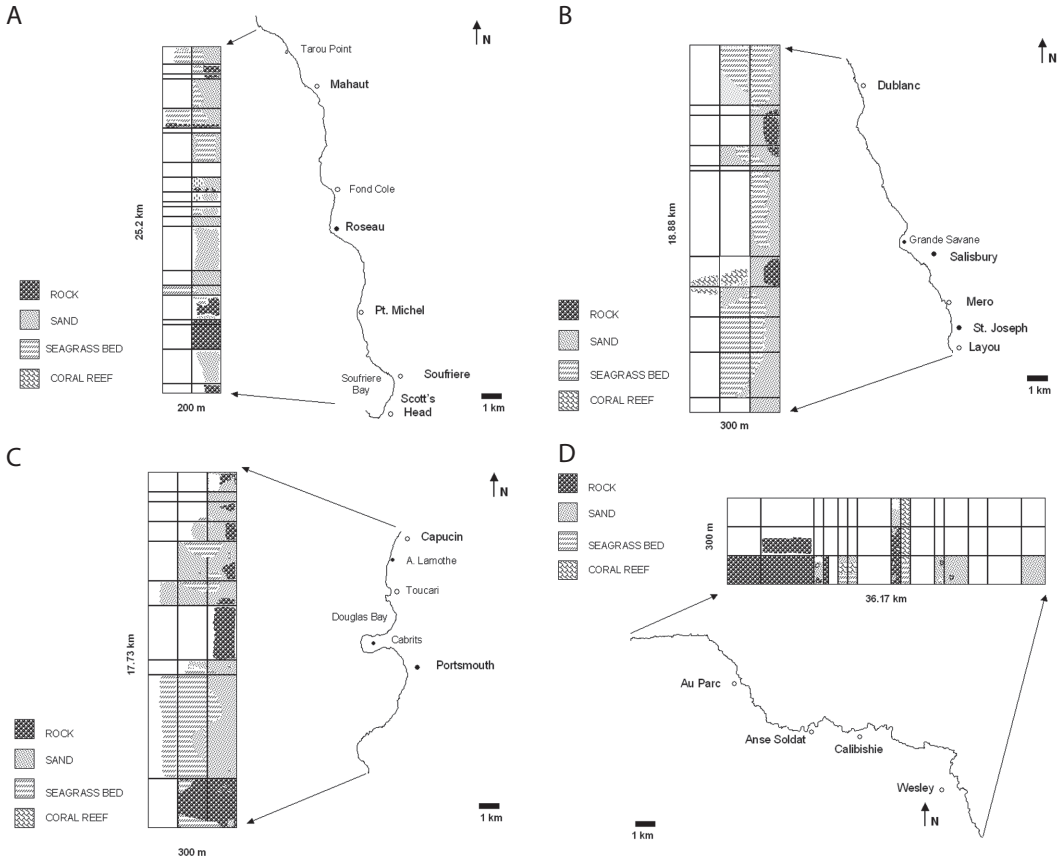 A
N
Tarou Point
Mahaut
Fond Cole
Roseau
Pt. Michel
Soufriere
Bay
Soufriere
Scott's
Head
25.2 km
200 m
1 km
ROCK
SAND
SEAGRASS BED
CORAL REEF
B
N
Dublanc
Grande Savane
Salisbury
Mero
St. Joseph
Layou
18.88 km
300 m
1 km
ROCK
SAND
SEAGRASS BED
CORAL REEF
C
N
Capucin
A. Lamothe
Toucari
Douglas Bay
Cabrits
Portsmouth
17.73 km
300 m
1 km
ROCK
SAND
SEAGRASS BED
CORAL REEF
D
ROCK
SAND
SEAGRASS BED
CORAL REEF
300 m
36.17 km
Au Parc
Anse Soldat
Calibishie
Wesley
N
1 km